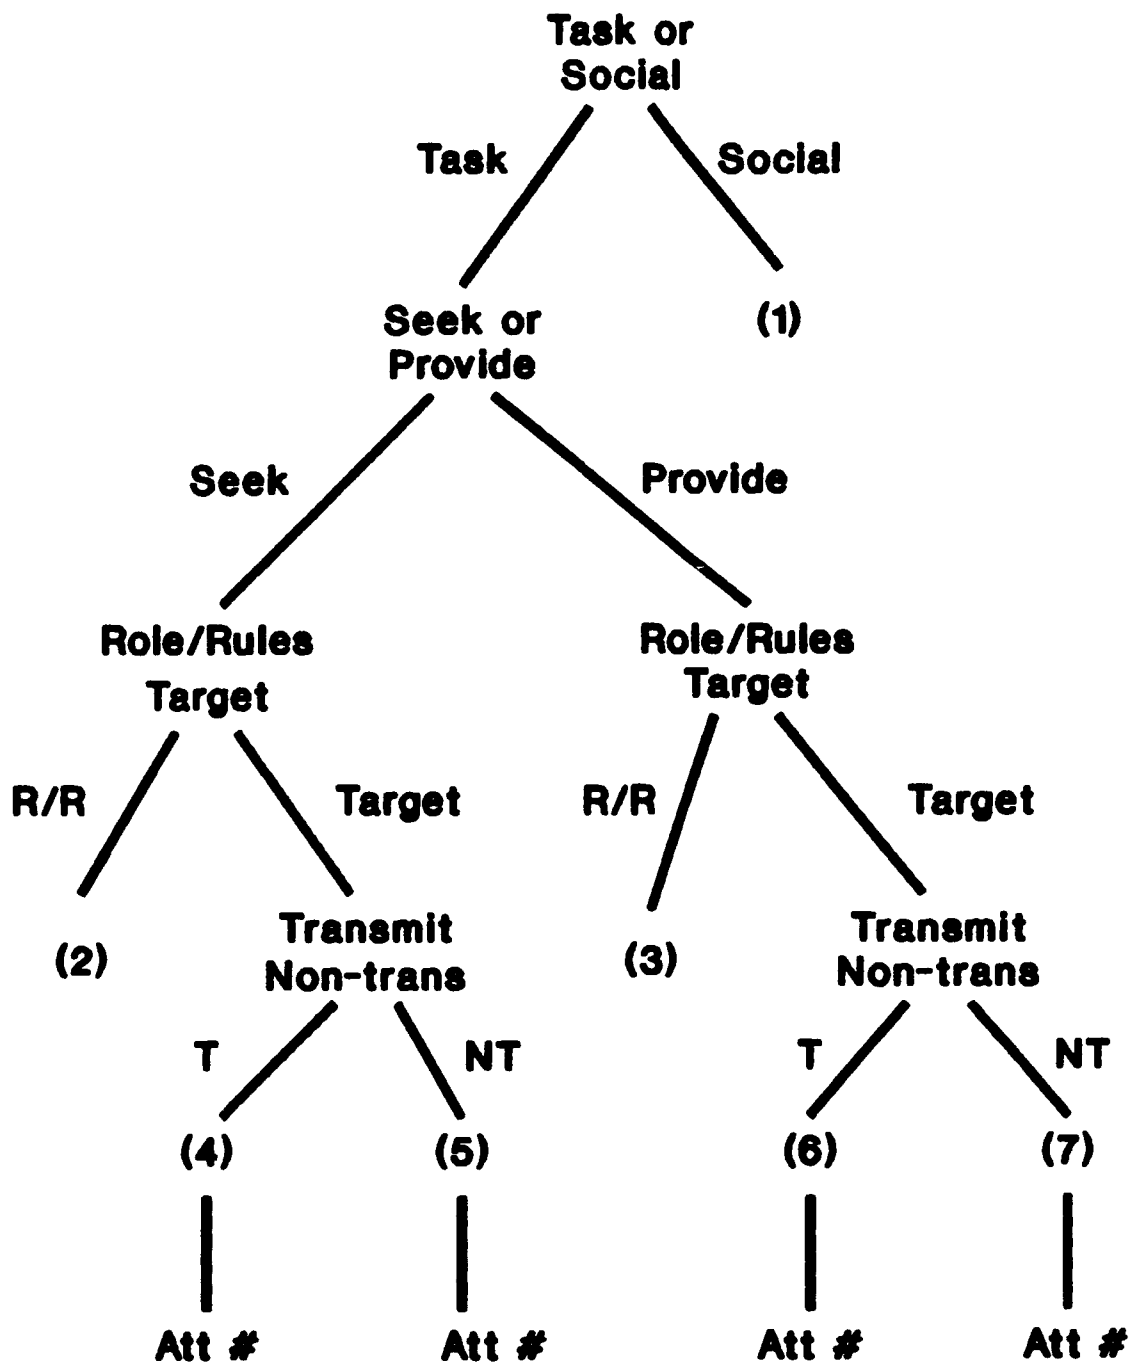 Task or
Social
Task
Social
Seek or
Provide
(1)
Seek
Provide
Role/Rules
Target
Role/Rules
Target
R/R
Target
R/R
Target
(2)
Transmit
Non-trans
(3)
Transmit
Non-trans
T
NT
T
NT
(4)
(5)
(6)
(7)
Att #
Att #
Att #
Att #